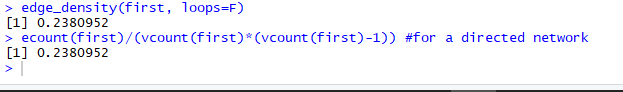 > edge_density(first, loops=F)
[1] 0.2380952
> ecount(first)/(vcount(first)*(vcount(first)-1)) #for a directed network
[1] 0.2380952
>